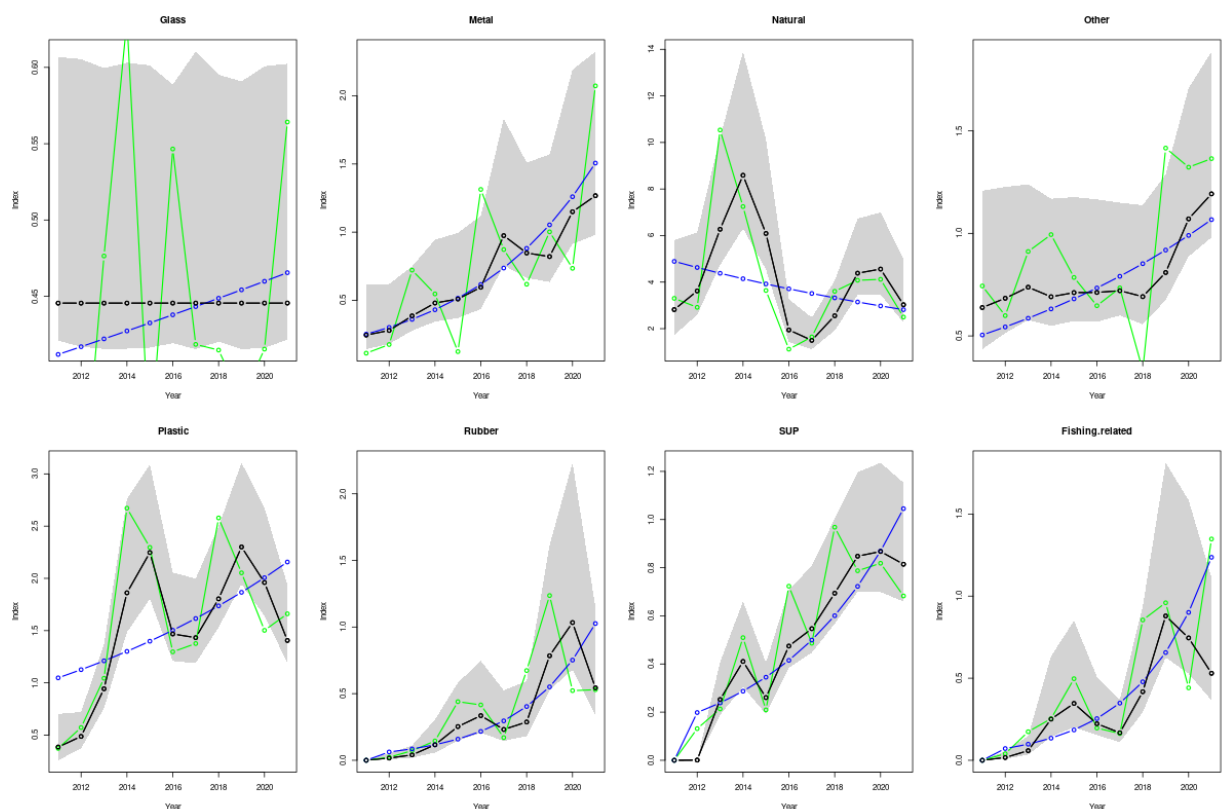 Glass
Index
0.60
0.55
0.50
0.45
2012 2014 2016 2018 2020
Year
Metal
Index
2.0
1.5
1.0
0.5
2012 2014 2016 2018 2020
Year
Natural
Index
14
12
10
8
6
4
2
2012 2014 2016 2018 2020
Year
Other
Index
1.5
1.0
0.5
2012 2014 2016 2018 2020
Year
Plastic
Index
3.0
2.5
2.0
1.5
1.0
0.5
2012 2014 2016 2018 2020
Year
Rubber
Index
2.0
1.5
1.0
0.5
0.0
2012 2014 2016 2018 2020
Year
SUP
Index
1.2
1.0
0.8
0.6
0.4
0.2
0.0
2012 2014 2016 2018 2020
Year
Fishing.related
Index
1.5
1.0
0.5
0.0
2012 2014 2016 2018 2020
Year